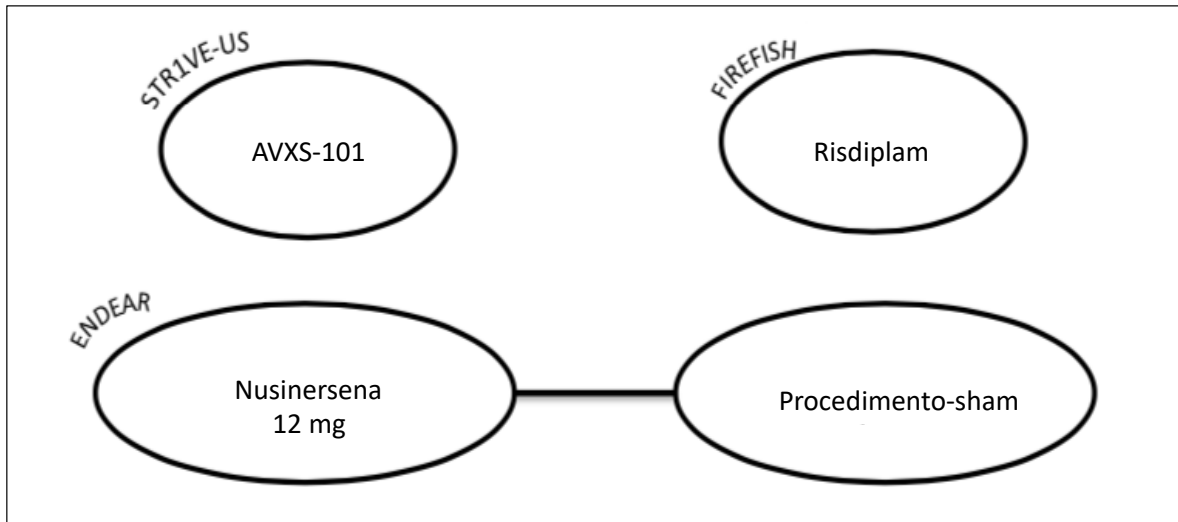 STR1VE-US
AVXS-101
FIREFISH
Risdiplam
ENDEAR
Nusinersena
12 mg
Procedimento-sham